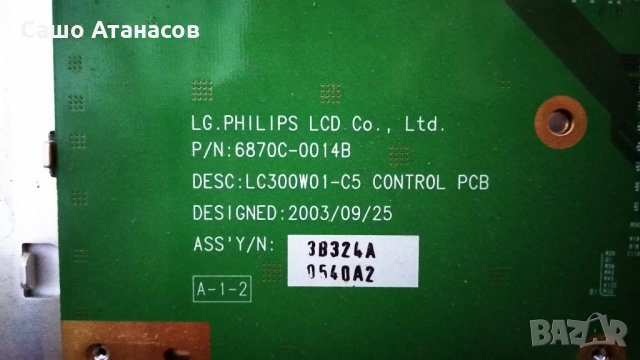 Сашо Атанасов
LG.PHILIPS LCD Co., Ltd.
P/N:6870C-0014B
DESC:LC300W01-C5 CONTROL PCB
DESIGNED:2003/09/25
ASS'Y/N:
3B324A
0540A2
A-1-2
BAZAR